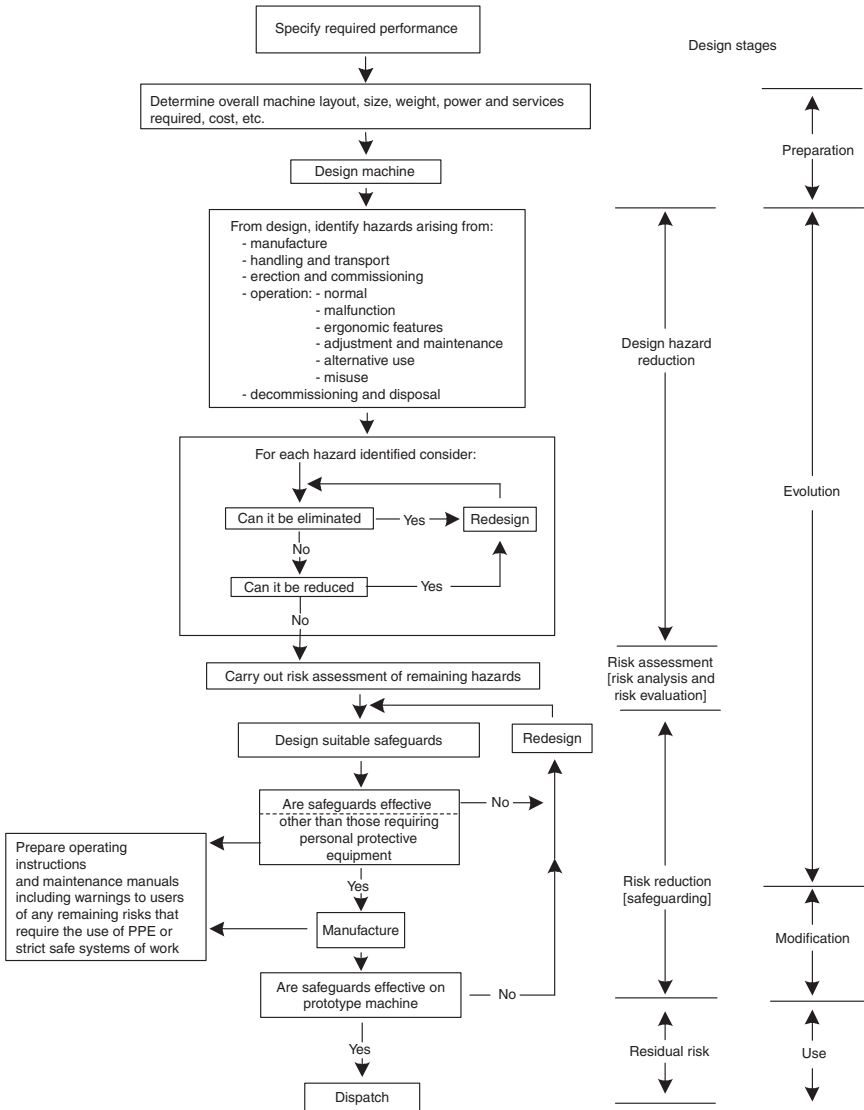 Specify required performance
Design stages
Determine overall machine layout, size, weight, power and services
required, cost, etc.
Preparation
Design machine
From design, identify hazards arising from:
- manufacture
- handling and transport
- erection and commissioning
- operation: - normal
- malfunction
- ergonomic features
- adjustment and maintenance
- alternative use
- misuse
- decommissioning and disposal
Design hazard
reduction
For each hazard identified consider:
Evolution
Can it be eliminated
Yes
Redesign
No
Can it be reduced
Yes
No
Risk assessment
[risk analysis and
risk evaluation]
Carry out risk assessment of remaining hazards
Design suitable safeguards
Redesign
Are safeguards effective
other than those requiring
personal protective
equipment
No
Prepare operating
instructions
and maintenance manuals
including warnings to users
of any remaining risks that
require the use of PPE or
strict safe systems of work
Yes
Risk reduction
[safeguarding]
Manufacture
Modification
Are safeguards effective on
prototype machine
No
Yes
Residual risk
Use
Dispatch